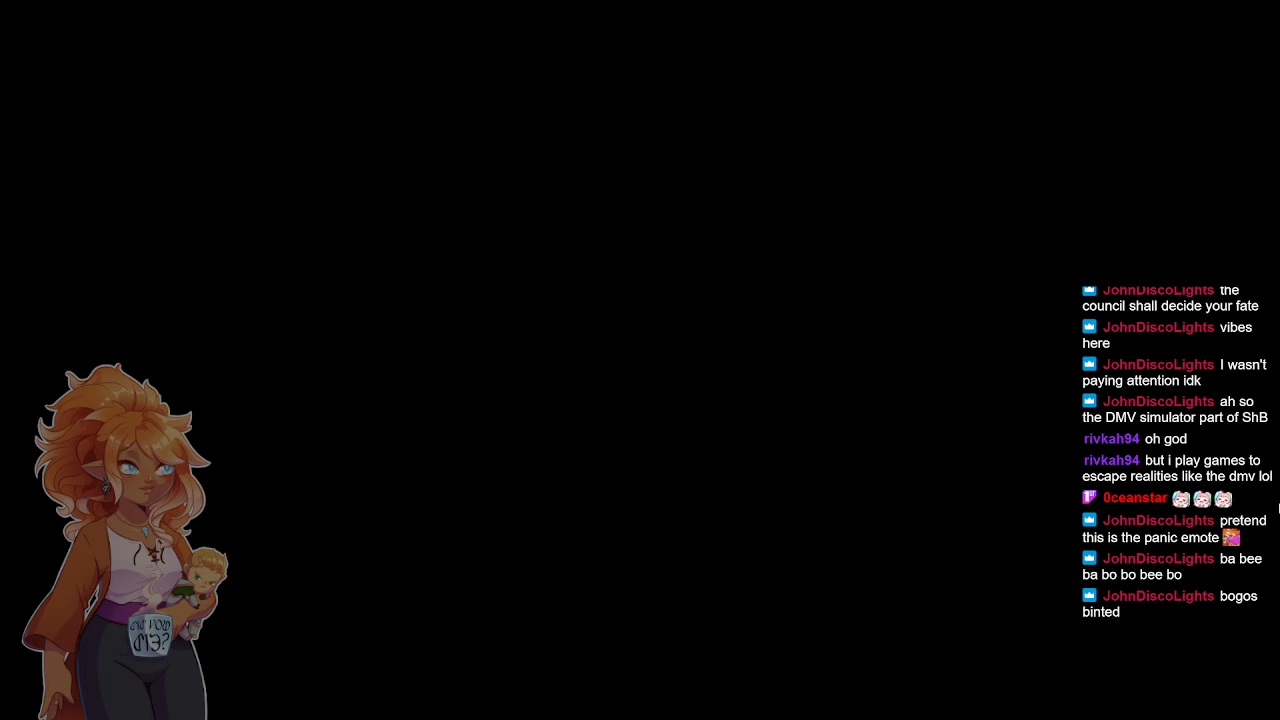 JohnDiscoLights the
council shall decide your fate
JohnDiscoLights vibes
here
JohnDiscoLights I wasn't
paying attention idk
JohnDiscoLights ah so
the DMV simulator part of ShB
rivkah94 oh god
rivkah94 but i play games to
escape realities like the dmv lol
0ceanstar
JohnDiscoLights pretend
this is the panic emote
JohnDiscoLights ba bee
ba bo bo bee bo
JohnDiscoLights bogos
binted